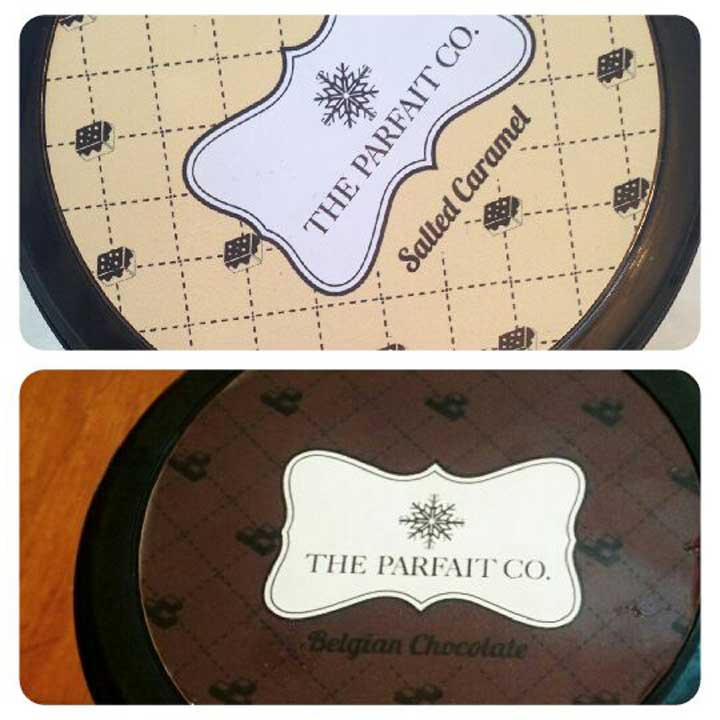 THE PARFAIT CO.
Salted Caramel
THE PARFAIT CO.
Belgian Chocolate